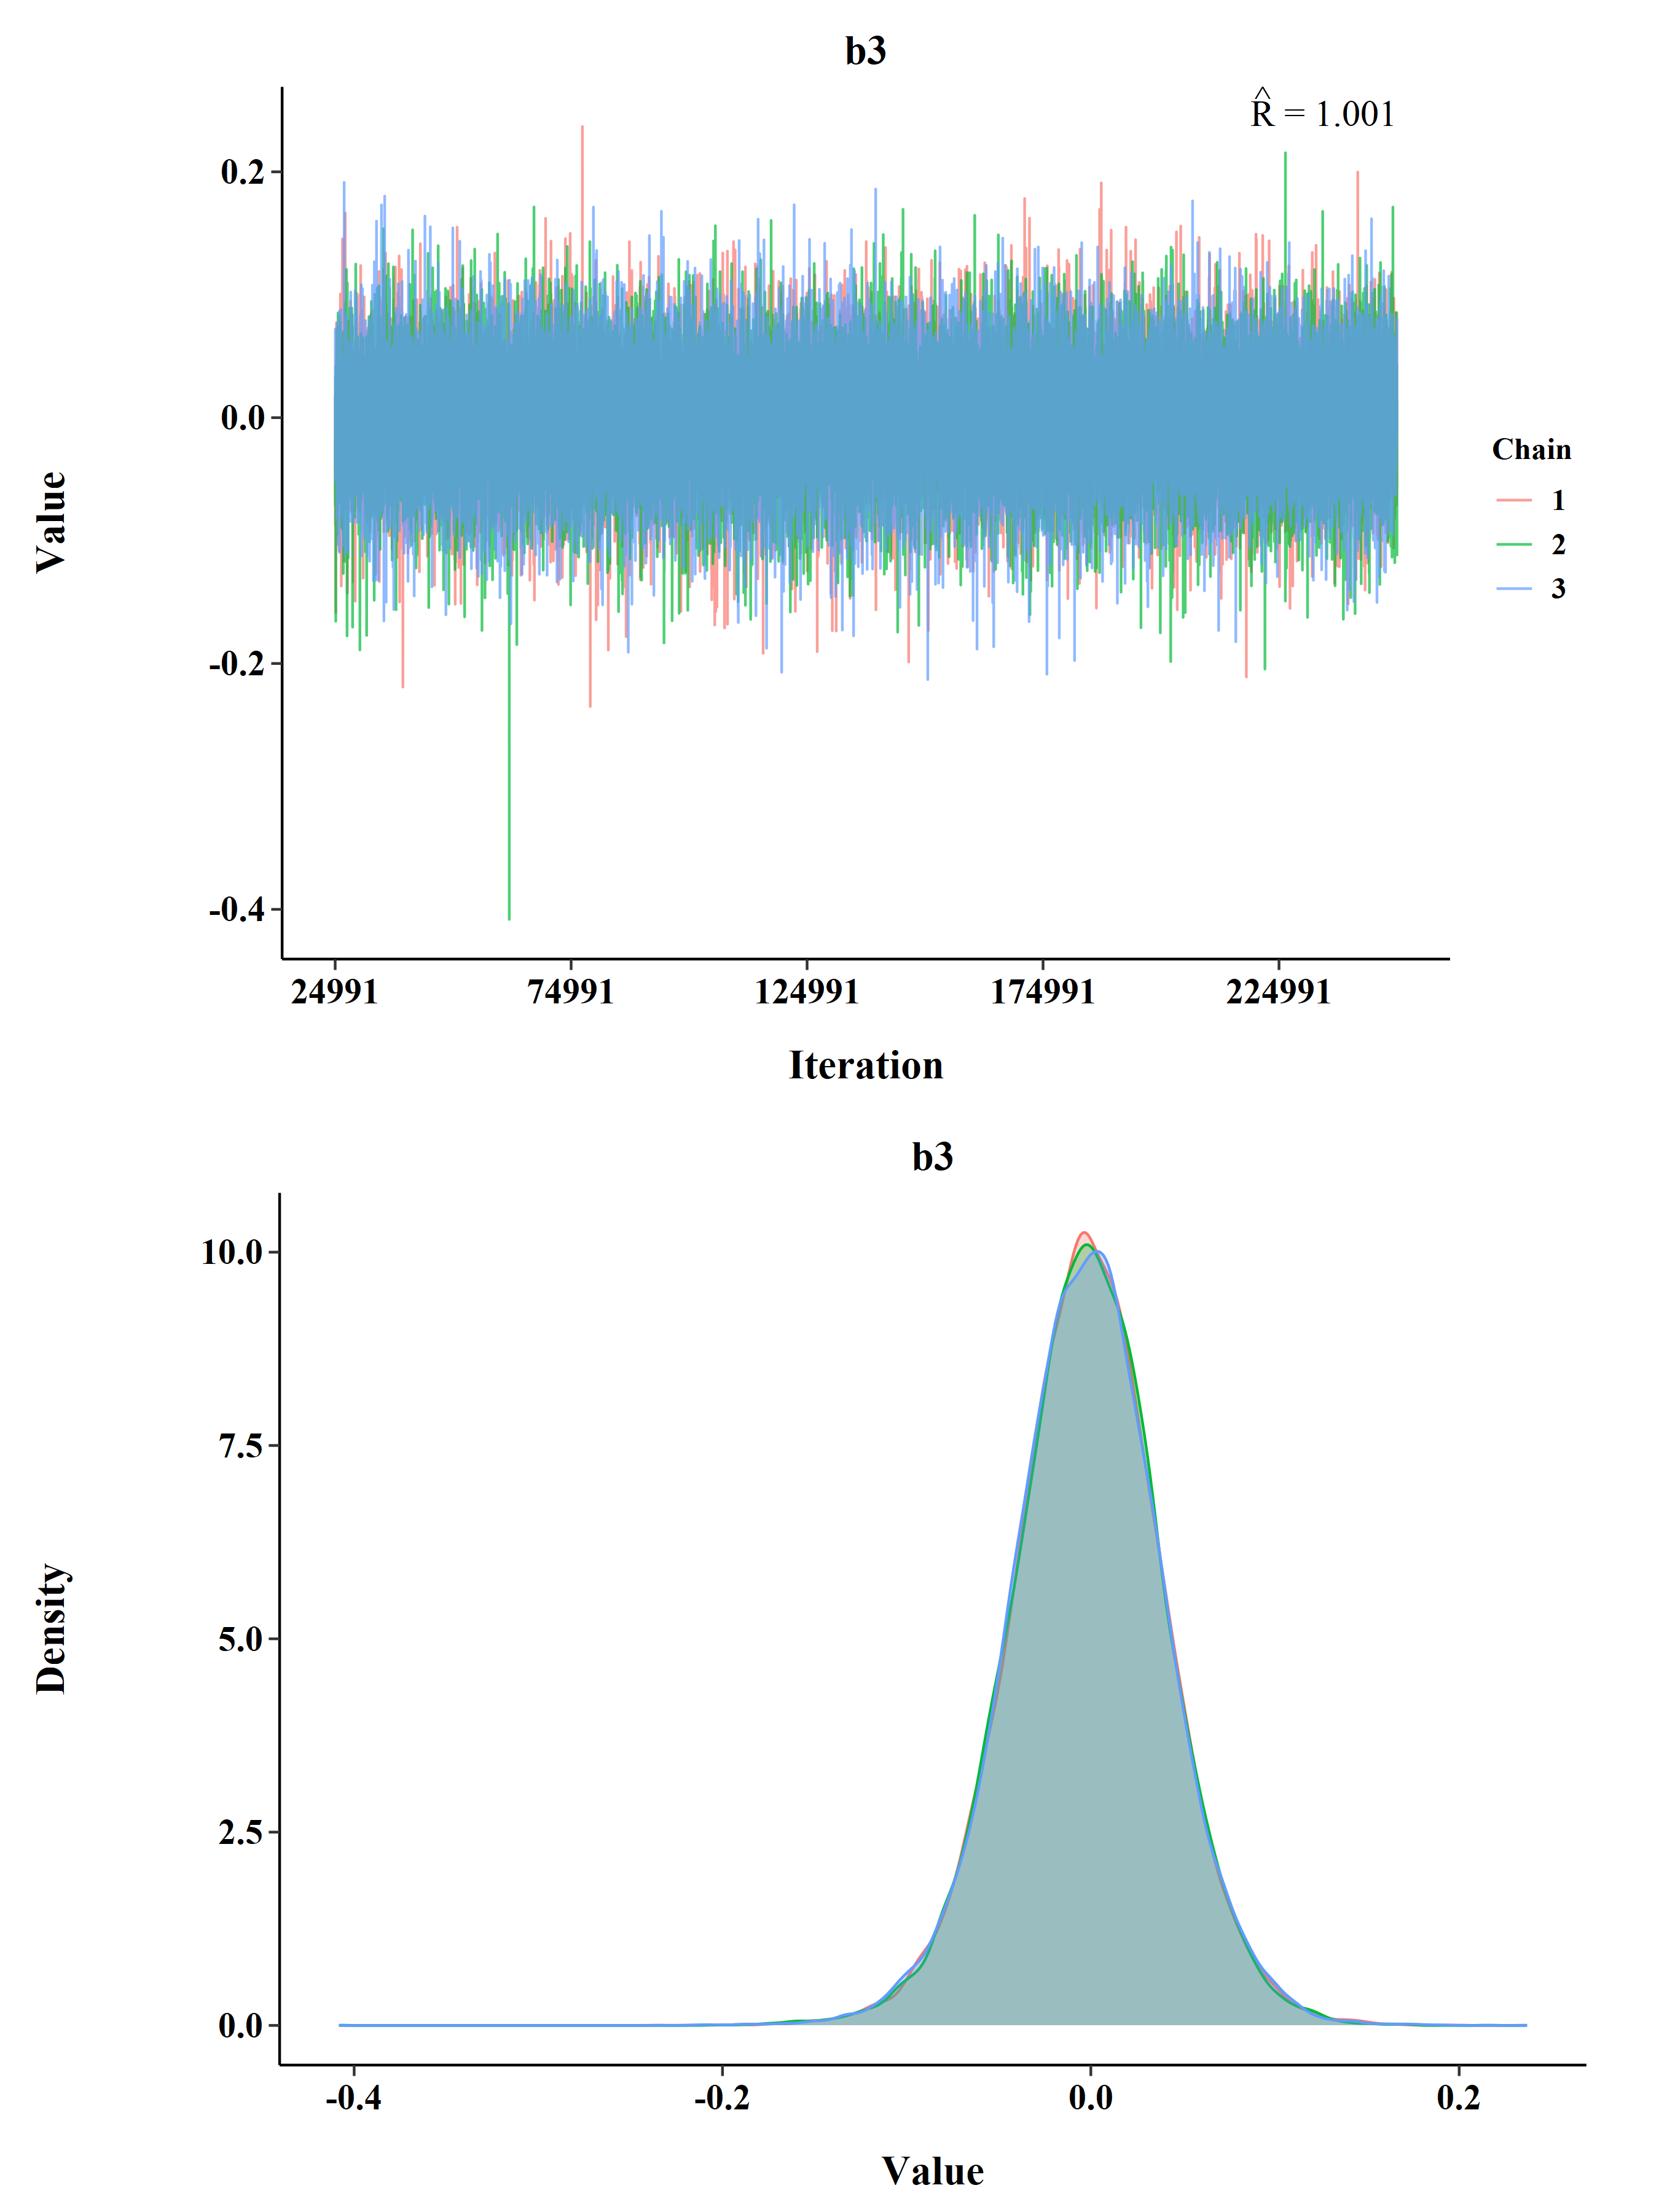 b3
R̂ = 1.001
0.2
0.0
-0.2
-0.4
Value
24991 74991 124991 174991 224991
Iteration
Chain
1
2
3
b3
10.0
7.5
5.0
2.5
0.0
Density
-0.4 -0.2 0.0 0.2
Value